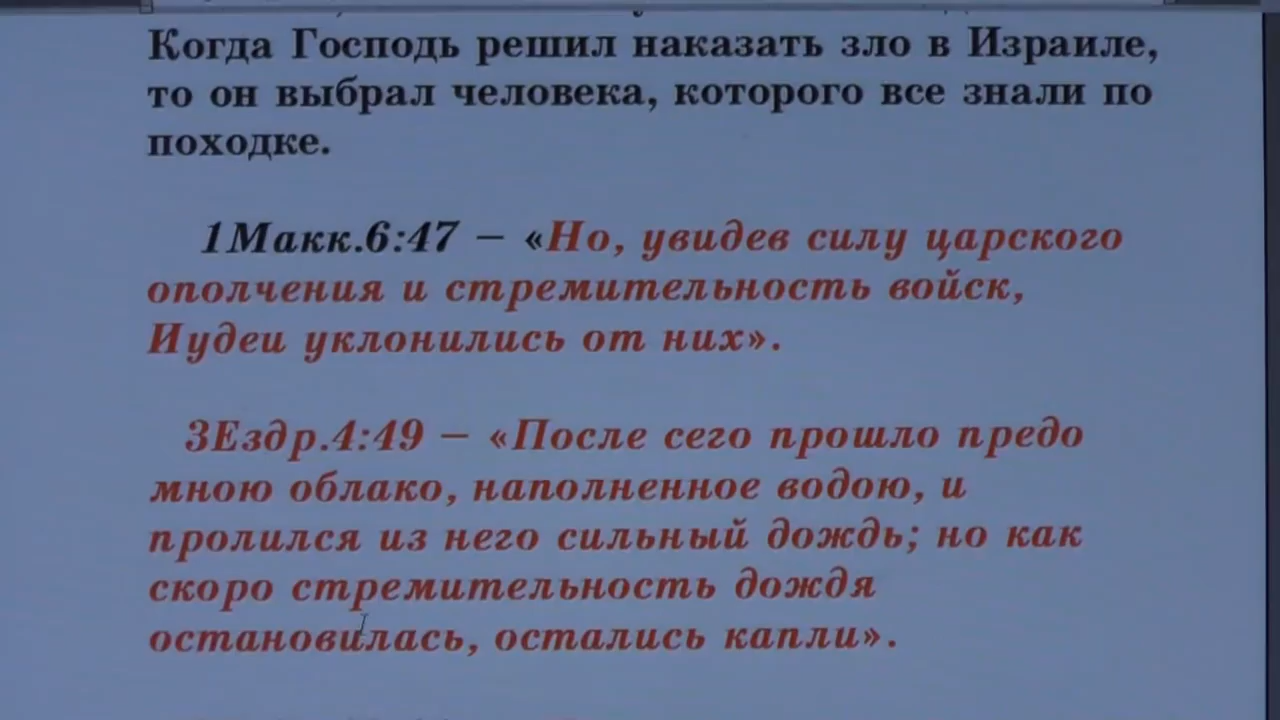 Когда Господь решил наказать зло в Израиле,
то он выбрал человека, которого все знали по
походке.
1Макк.6:47 – «Но, увидев силу царского
ополчения и стремительность войск,
Иудеи уклонились от них».
3Ездр.4:49 – «После сего прошло предо
мною облако, наполненное водою, и
пролился из него сильный дождь; но как
скоро стремительность дождя
остановилась, остались капли».